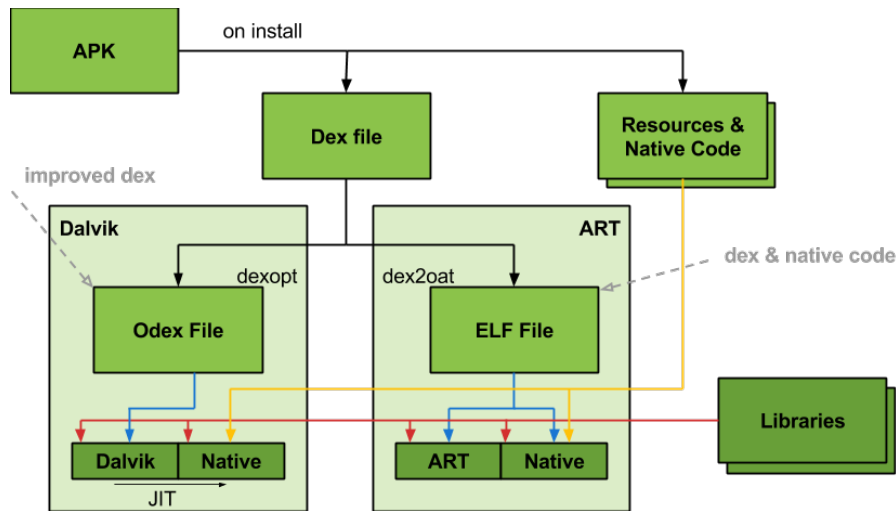 on install
APK
Dex file
Resources &
Native Code
improved dex
Dalvik
ART
dexopt
dex2oat
dex & native code
Odex File
ELF File
Libraries
Dalvik
Native
ART
Native
JIT